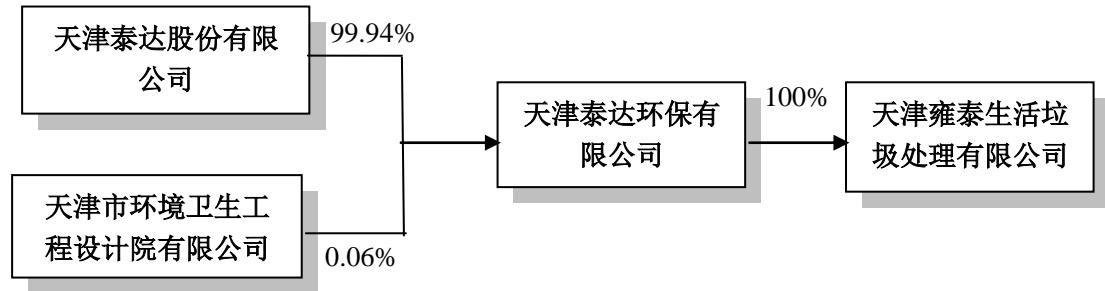 天津泰达股份有限
公司
99.94%
天津市环境卫生工
程设计院有限公司
0.06%
天津泰达环保有
限公司
100%
天津雍泰生活垃
圾处理有限公司